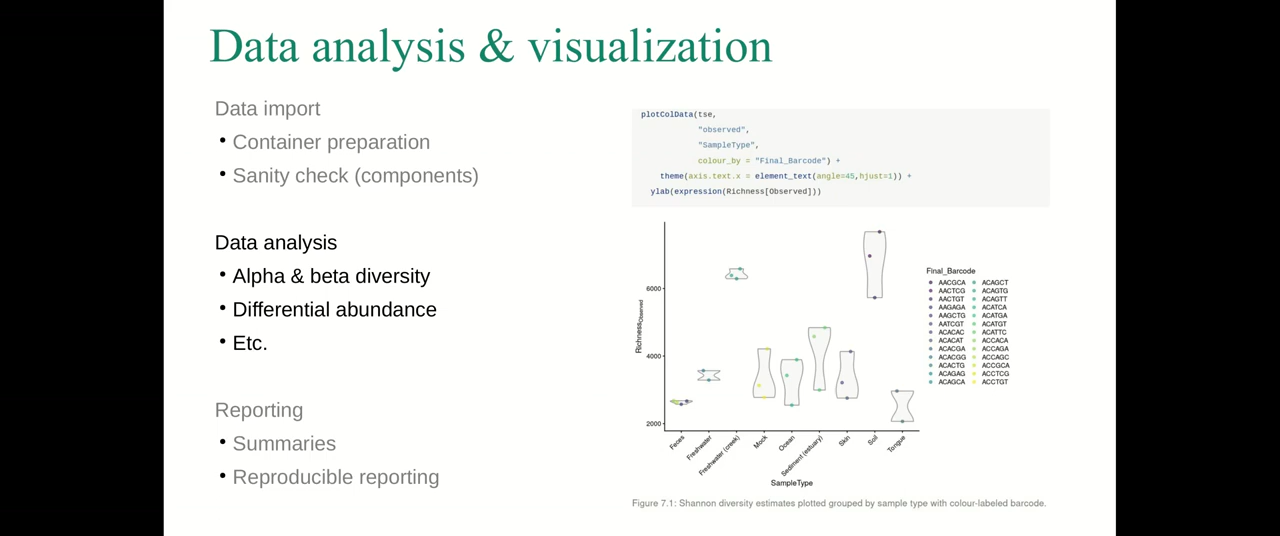 Data analysis & visualization
Data import
• Container preparation
• Sanity check (components)
Data analysis
• Alpha & beta diversity
• Differential abundance
• Etc.
Reporting
• Summaries
• Reproducible reporting
plotColData(tse,
"observed",
"SampleType",
colour_by = "Final_Barcode") +
theme(axis.text.x = element_text(angle=45,hjust=1)) +
ylab(expression(Richness[Observed]))
Richness Observed
6000
4000
2000
Feces
Freshwater
Freshwater (creek)
Mock
Ocean
Sediment (estuary)
Skin
Soil
Tongue
SampleType
Final_Barcode
AACGCA ACAGCT
AACTCG ACAGTG
AACTGT ACAGTT
AAGAGA ACATCA
AAGCTG ACATGA
AATCGT ACATGT
ACACAC ACATTC
ACACAT ACCACA
ACACGA ACCAGA
ACACGG ACCAGC
ACACTG ACCGCA
ACAGAG ACCTCG
ACAGCA ACCTGT
Figure 7.1: Shannon diversity estimates plotted grouped by sample type with colour-labeled barcode.